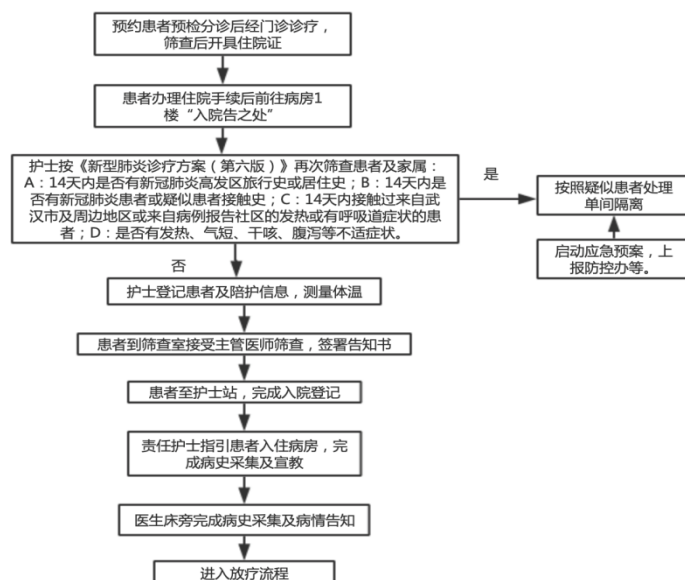 预约患者预检分诊后经门诊诊疗，
筛查后开具住院证
患者办理住院手续后前往病房1
楼“入院告之处”
护士按《新型肺炎诊疗方案（第六版）》再次筛查患者及家属：
A：14天内是否有新冠肺炎高发区旅行史或居住史；B：14天内是
否有新冠肺炎患者或疑似患者接触史；C：14天内接触过来自武
汉市及周边地区或来自病例报告社区的发热或有呼吸道症状的患
者；D：是否有发热、气短、干咳、腹泻等不适症状。
是
按照疑似患者处理
单间隔离
启动应急预案，上
报防控办等。
否
护士登记患者及陪护信息，测量体温
患者到筛查室接受主管医师筛查，签署告知书
患者至护士站，完成入院登记
责任护士指引患者入住病房，完
成病史采集及宣教
医生床旁完成病史采集及病情告知
进入放疗流程